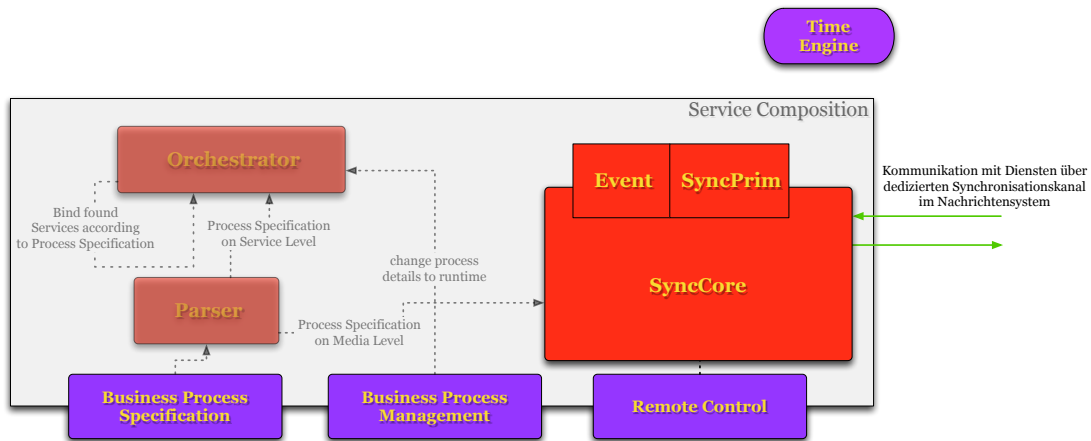 Time
Engine
Service Composition
Orchestrator
Event
SyncPrim
Kommunikation mit Diensten über
dedizierten Synchronisationskanal
im Nachrichtensystem
Bind found
Services according
to Process Specification
Process Specification
on Service Level
change process
details to runtime
SyncCore
Parser
Process Specification
on Media Level
Business Process
Specification
Business Process
Management
Remote Control